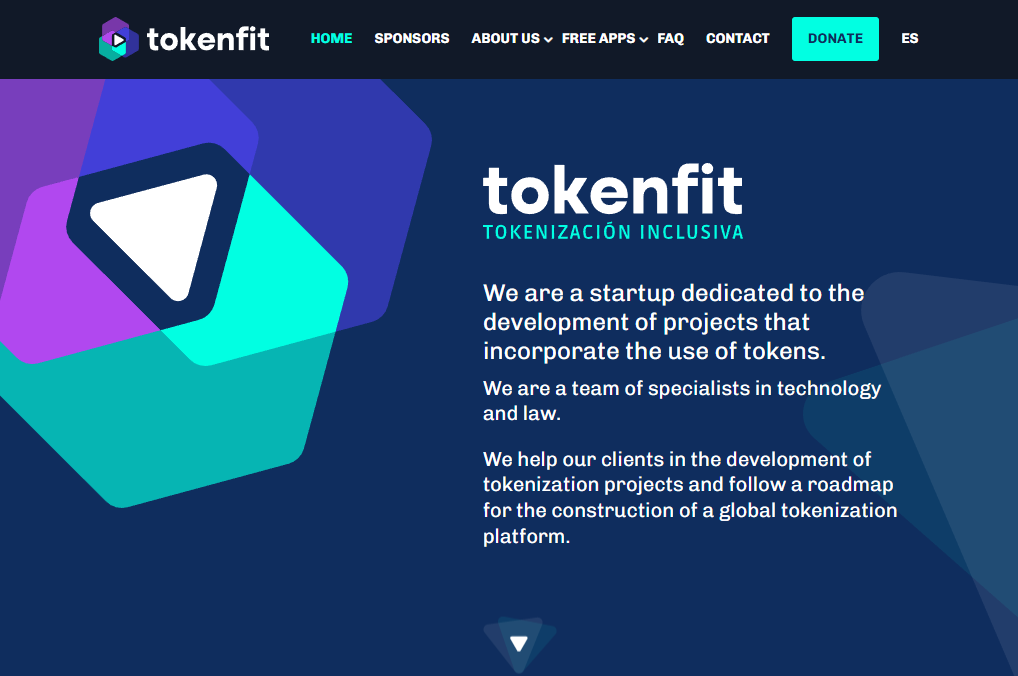 tokenfit HOME SPONSORS ABOUT US FREE APPS FAQ CONTACT DONATE ES
tokenfit
TOKENIZACIÓN INCLUSIVA
We are a startup dedicated to the
development of projects that
incorporate the use of tokens.
We are a team of specialists in technology
and law.
We help our clients in the development of
tokenization projects and follow a roadmap
for the construction of a global tokenization
platform.